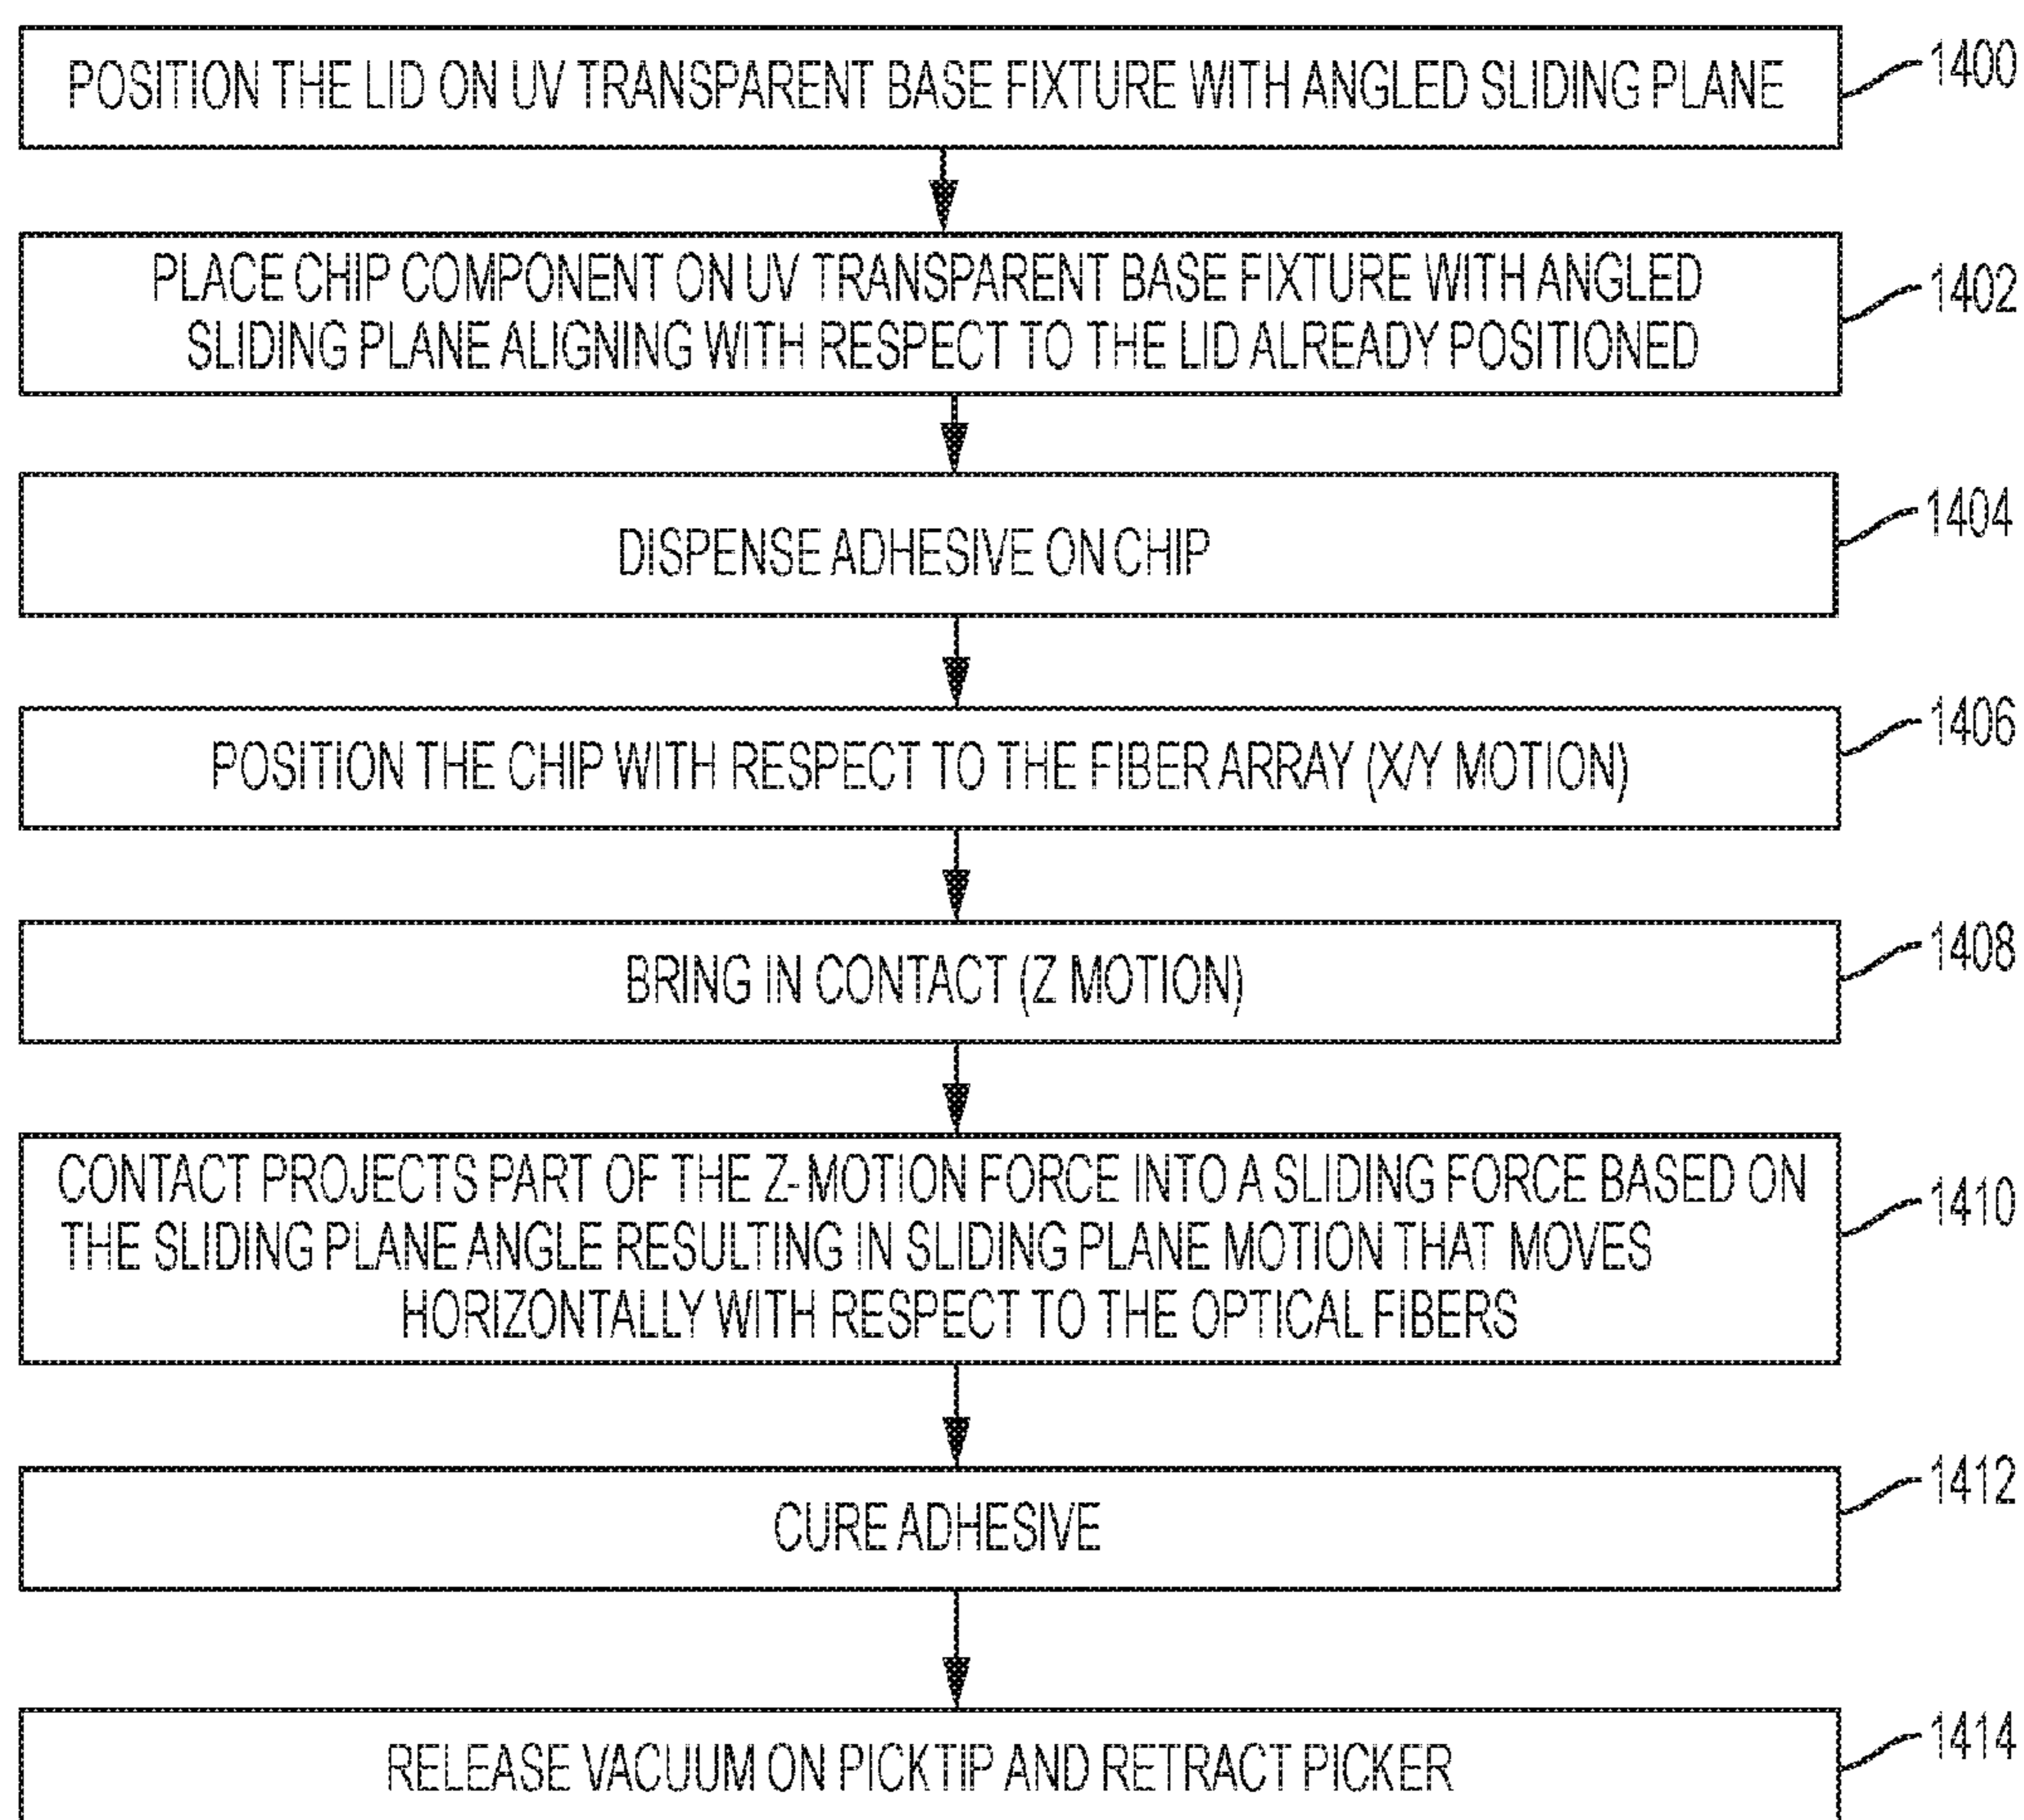 POSITION THE LID ON UV TRANSPARENT BASE FIXTURE WITH ANGLED SLIDING PLANE
1400
PLACE CHIP COMPONENT ON UV TRANSPARENT BASE FIXTURE WITH ANGLED
SLIDING PLANE ALIGNING WITH RESPECT TO THE LID ALREADY POSITIONED
1402
DISPENSE ADHESIVE ON CHIP
1404
POSITION THE CHIP WITH RESPECT TO THE FIBER ARRAY (X/Y MOTION)
1406
BRING IN CONTACT (Z MOTION)
1408
CONTACT PROJECTS PART OF THE Z-MOTION FORCE INTO A SLIDING FORCE BASED ON
THE SLIDING PLANE ANGLE RESULTING IN SLIDING PLANE MOTION THAT MOVES
HORIZONTALLY WITH RESPECT TO THE OPTICAL FIBERS
1410
CURE ADHESIVE
1412
RELEASE VACUUM ON PICKTIP AND RETRACT PICKER
1414